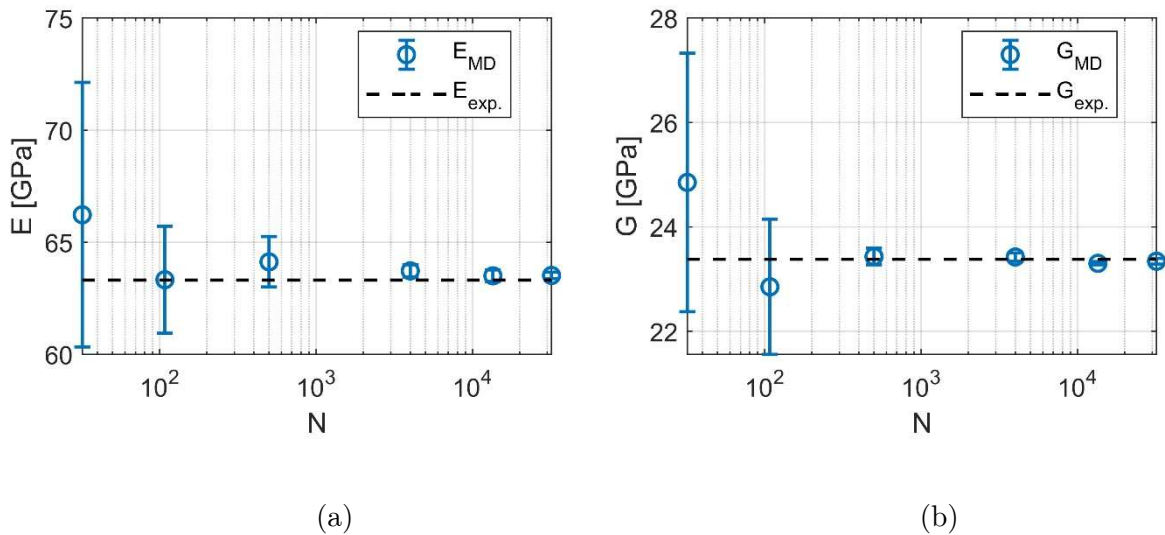 75
70
65
60
E [GPa]
10^2
10^3
10^4
N
E_MD
E_exp.
(a)
28
26
24
22
G [GPa]
10^2
10^3
10^4
N
G_MD
G_exp.
(b)